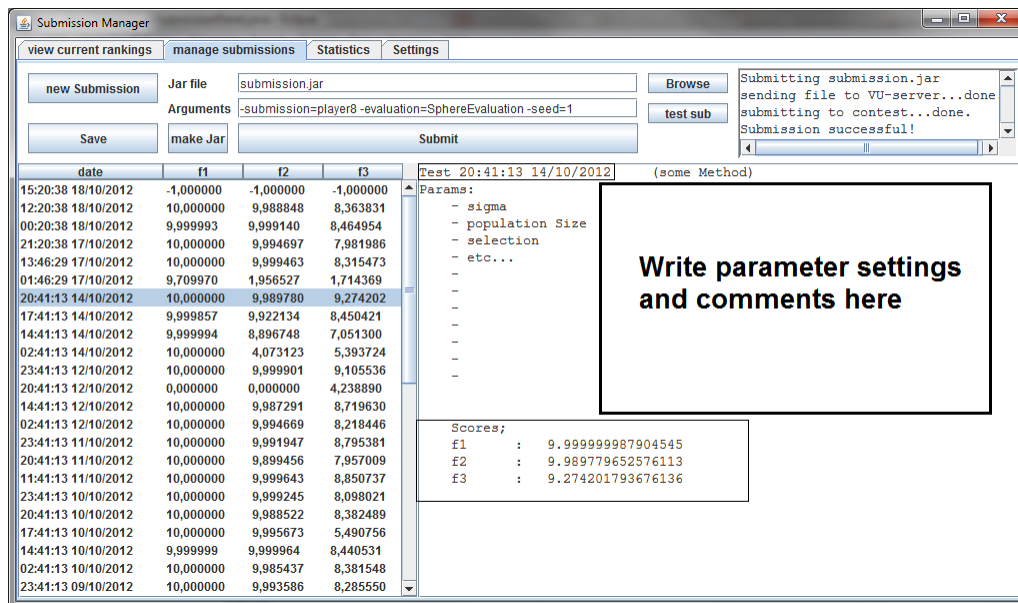 Submission Manager
view current rankings manage submissions Statistics Settings
new Submission Jar file submission.jar Browse
Arguments -submission=player8 -evaluation=SphereEvaluation -seed=1 test sub
Save make Jar Submit
Submitting submission.jar
sending file to VU-server...done
submitting to contest...done.
Submission successful!
date f1 f2 f3
15:20:38 18/10/2012 -1,000000 -1,000000 -1,000000
12:20:38 18/10/2012 10,000000 9,988848 8,363831
00:20:38 18/10/2012 9,999993 9,999140 8,464954
21:20:38 17/10/2012 10,000000 9,994697 7,981986
13:46:29 17/10/2012 10,000000 9,999463 8,315473
01:46:29 17/10/2012 9,709970 1,956527 1,714369
20:41:13 14/10/2012 10,000000 9,989780 9,274202
17:41:13 14/10/2012 9,999857 9,922134 8,450421
14:41:13 14/10/2012 9,999994 8,896748 7,051300
02:41:13 14/10/2012 10,000000 4,073123 5,393724
23:41:13 12/10/2012 10,000000 9,999901 9,105536
20:41:13 12/10/2012 0,000000 0,000000 4,238890
14:41:13 12/10/2012 10,000000 9,987291 8,719630
02:41:13 12/10/2012 10,000000 9,994669 8,218446
23:41:13 11/10/2012 10,000000 9,991947 8,795381
20:41:13 11/10/2012 10,000000 9,899456 7,957009
11:41:13 11/10/2012 10,000000 9,999643 8,850737
23:41:13 10/10/2012 10,000000 9,999245 8,098021
20:41:13 10/10/2012 10,000000 9,988522 8,382489
17:41:13 10/10/2012 10,000000 9,995673 5,490756
14:41:13 10/10/2012 9,999999 9,999964 8,440531
02:41:13 10/10/2012 10,000000 9,985437 8,381548
23:41:13 09/10/2012 10,000000 9,993586 8,285550
Test 20:41:13 14/10/2012 (some Method)
Params:
- sigma
- population Size
- selection
- etc...
-
-
-
-
-
-
-
Write parameter settings
and comments here
Scores;
f1 : 9.999999987904545
f2 : 9.989779652576113
f3 : 9.274201793676136